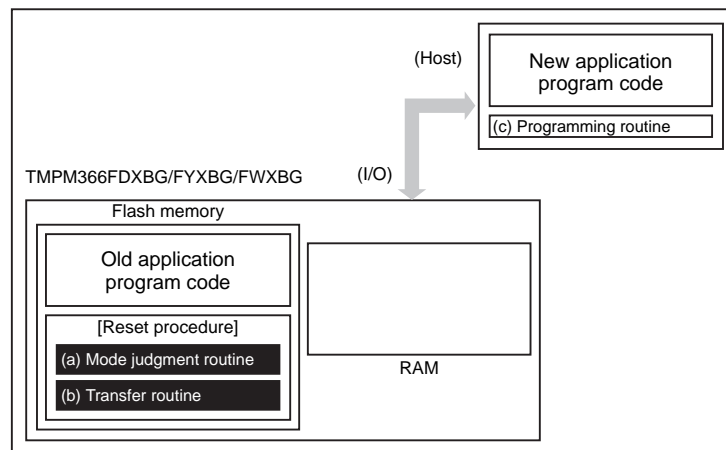 (Host)
New application
program code
(c) Programming routine
TMPM366FDXBG/FYXBG/FWXBG
(I/O)
Flash memory
Old application
program code
[Reset procedure]
(a) Mode judgment routine
(b) Transfer routine
RAM